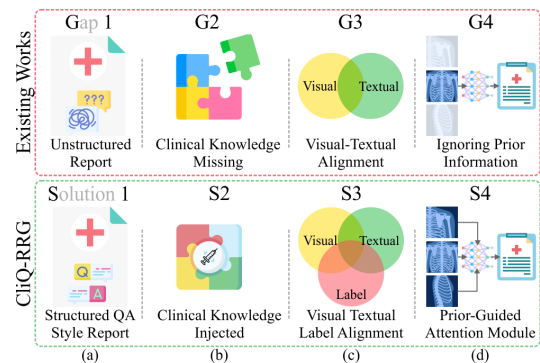 Existing Works
Gap 1
G2
G3
G4
???
Visual
Textual
Unstructured
Report
Clinical Knowledge
Missing
Visual-Textual
Alignment
Ignoring Prior
Information
CliQ-RRG
Solution 1
S2
S3
S4
Q
A
Visual
Textual
Label
Structured QA
Style Report
Clinical Knowledge
Injected
Visual Textual
Label Alignment
Prior-Guided
Attention Module
(a)
(b)
(c)
(d)